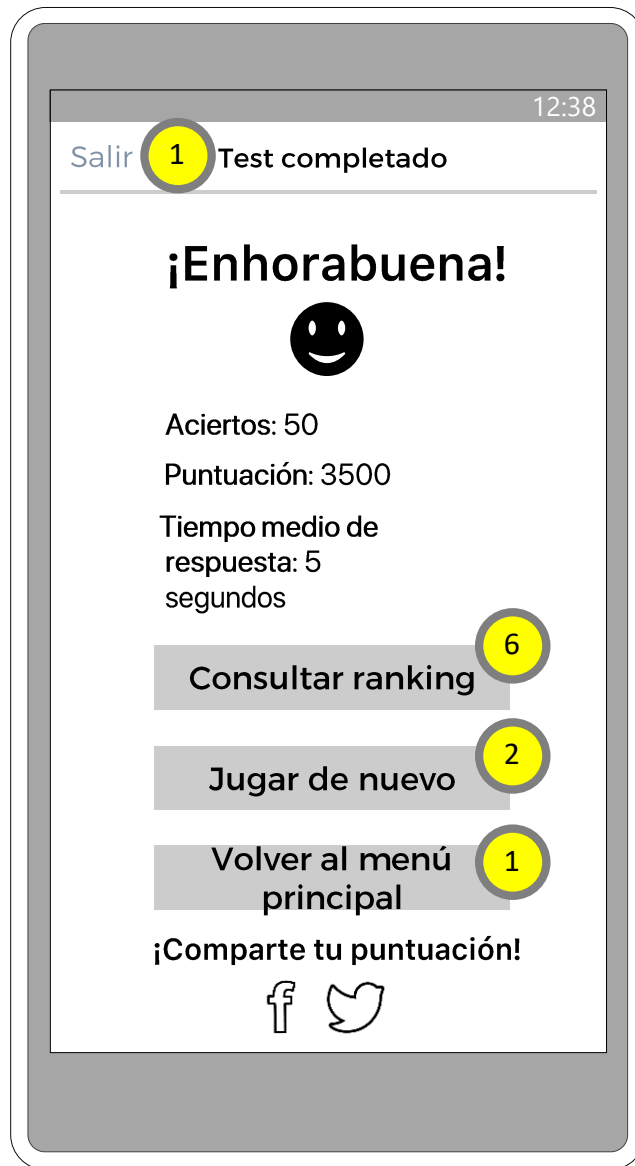 12:38
Salir 1 Test completado
¡Enhorabuena!
Aciertos: 50
Puntuación: 3500
Tiempo medio de
respuesta: 5
segundos
6
Consultar ranking
2
Jugar de nuevo
Volver al menú
1
principal
¡Comparte tu puntuación!